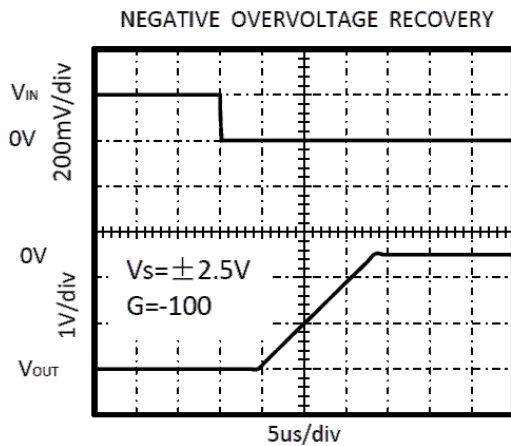 NEGATIVE OVERVOLTAGE RECOVERY
VIN
0V
200mV/div
0V
1V/div
VOUT
Vs=±2.5V
G=-100
5us/div